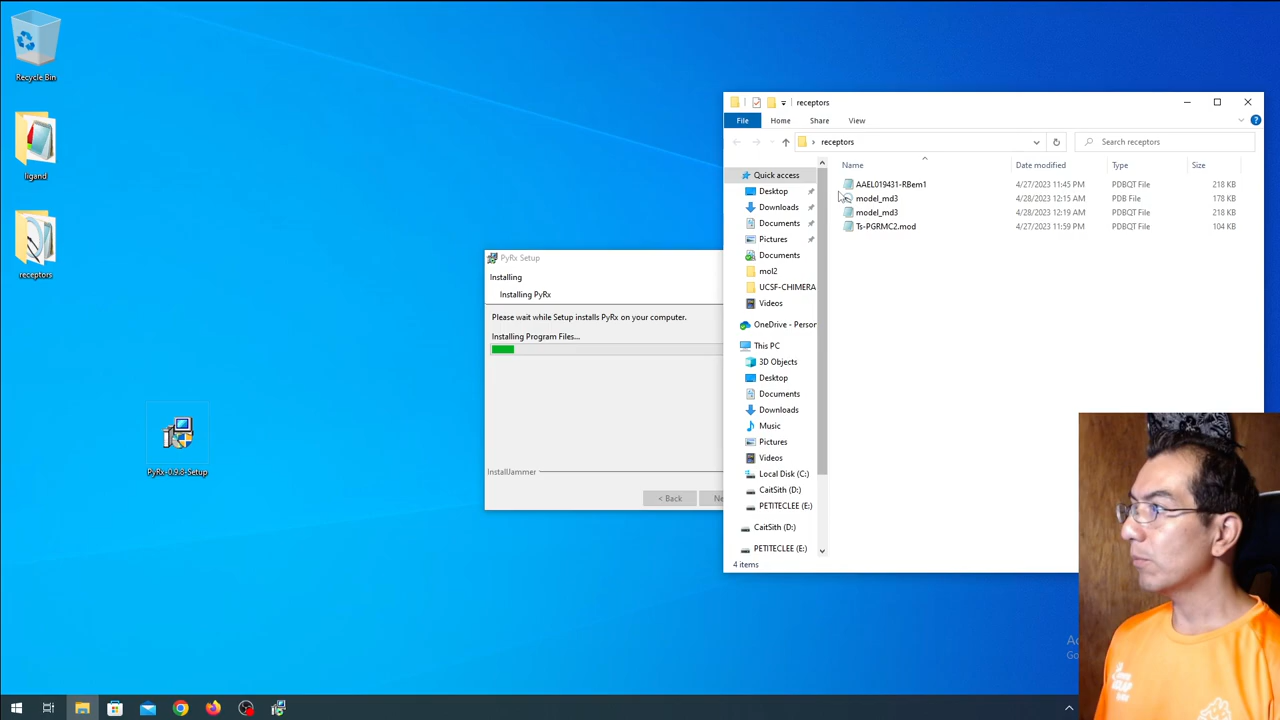 Recycle Bin
ligand
receptors
PyRx-0.9.8-Setup
PyRx Setup
Installing
Installing PyRx
Please wait while Setup installs PyRx on your computer.
Installing Program Files...
InstallJammer
< Back
Ne
receptors
File Home Share View
receptors
Search receptors
Name Date modified Type Size
AAEL019431-RBem1 4/27/2023 11:45 PM PDBQT File 218 KB
model_md3 4/28/2023 12:15 AM PDB File 178 KB
model_md3 4/28/2023 12:19 AM PDBQT File 218 KB
Ts-PGRMC2.mod 4/27/2023 11:59 PM PDBQT File 104 KB
Quick access
Desktop
Downloads
Documents
Pictures
Documents
mol2
UCSF-CHIMERA
Videos
OneDrive - Person
This PC
3D Objects
Desktop
Documents
Downloads
Music
Pictures
Videos
Local Disk (C:)
CaitSith (D:)
PETITECLEE (E:)
CaitSith (D:)
PETITECLEE (E:)
4 items